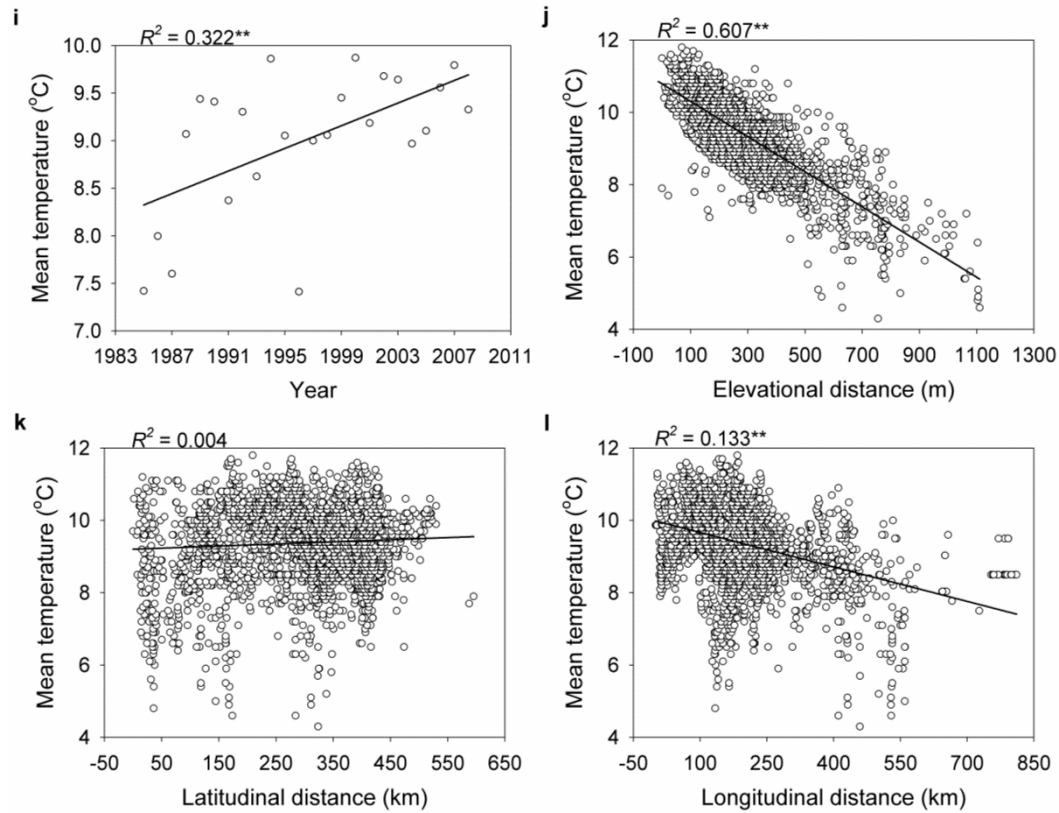 i
R² = 0.322**
Mean temperature (°C)
10.0
9.5
9.0
8.5
8.0
7.5
7.0
1983 1987 1991 1995 1999 2003 2007 2011
Year
j
R² = 0.607**
Mean temperature (°C)
12
10
8
6
4
-100 100 300 500 700 900 1100 1300
Elevational distance (m)
k
R² = 0.004
Mean temperature (°C)
12
10
8
6
4
-50 50 150 250 350 450 550 650
Latitudinal distance (km)
l
R² = 0.133**
Mean temperature (°C)
12
10
8
6
4
-50 100 250 400 550 700 850
Longitudinal distance (km)